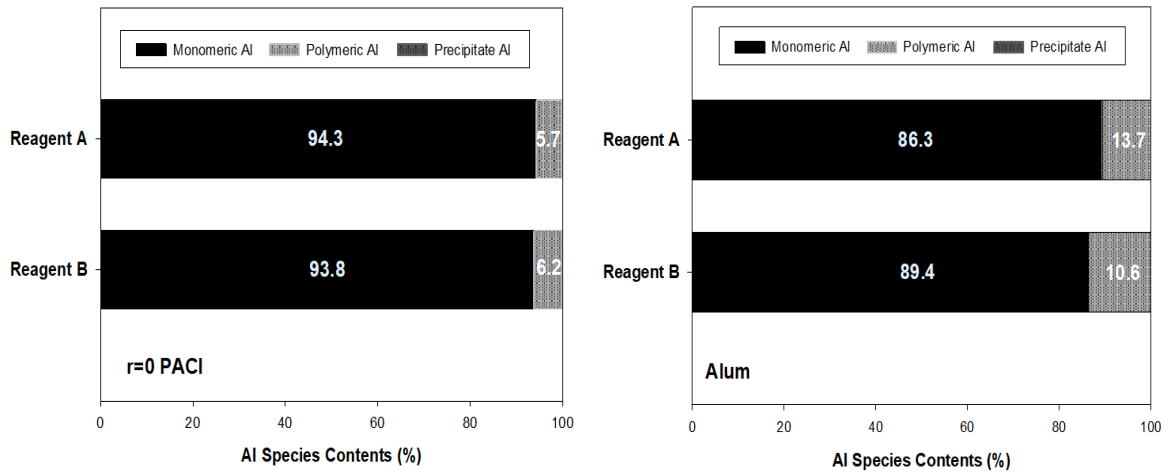 Monomeric Al Polymeric Al Precipitate Al
Reagent A
94.3
5.7
Reagent B
93.8
6.2
r=0 PACl
0 20 40 60 80 100
Al Species Contents (%)
Monomeric Al Polymeric Al Precipitate Al
Reagent A
86.3
13.7
Reagent B
89.4
10.6
Alum
0 20 40 60 80 100
Al Species Contents (%)